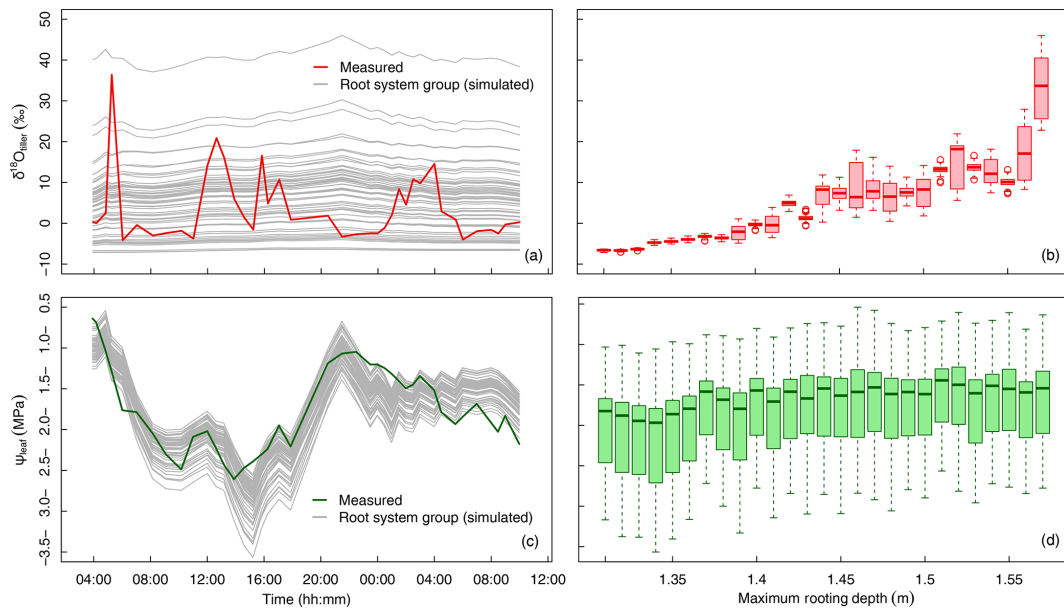 50
40
30
20
10
0
−10
δ¹⁸O_tiller (‰)
Measured
Root system group (simulated)
(a)
(b)
0.5
1.0−
1.5−
2.0−
2.5−
3.0−
3.5−
ψ_leaf (MPa)
Measured
Root system group (simulated)
(c)
04:00 08:00 12:00 16:00 20:00 00:00 04:00 08:00 12:00
Time (hh:mm)
(d)
1.35 1.4 1.45 1.5 1.55
Maximum rooting depth (m)